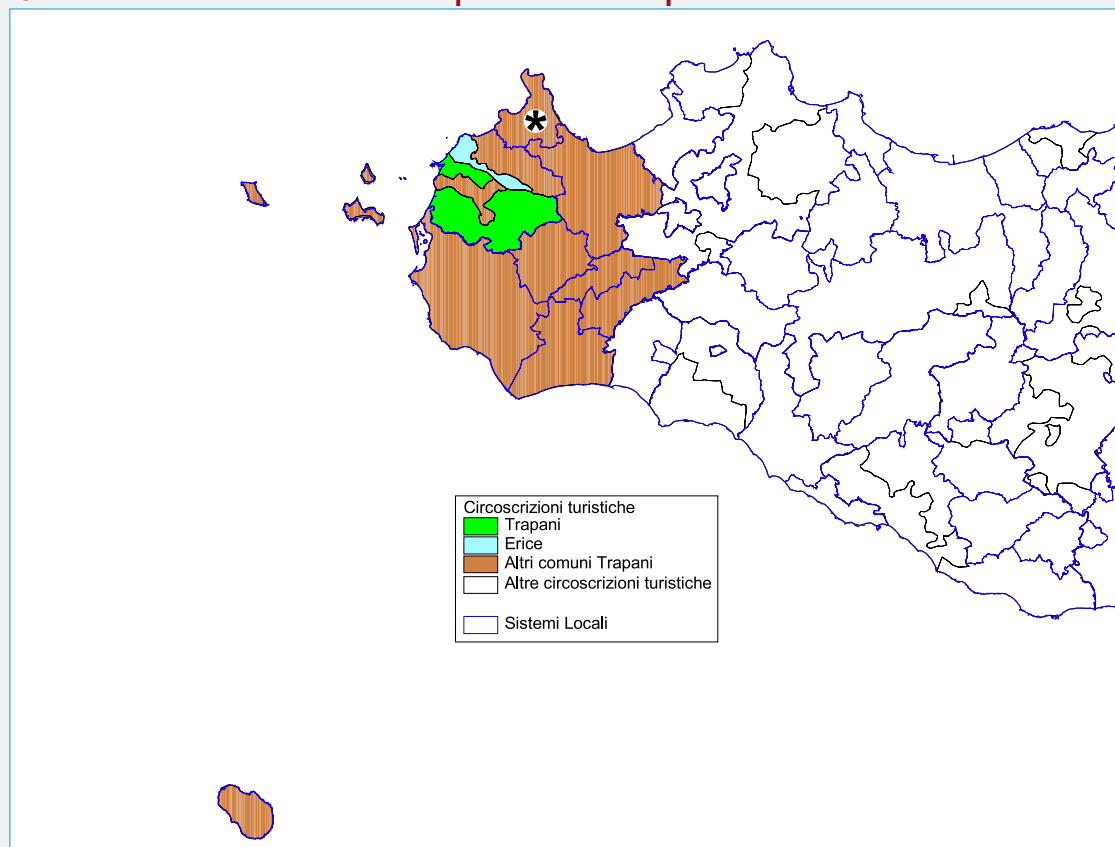 *
Circoscrizioni turistiche
Trapani
Erice
Altri comuni Trapani
Altre circoscrizioni turistiche
Sistemi Locali